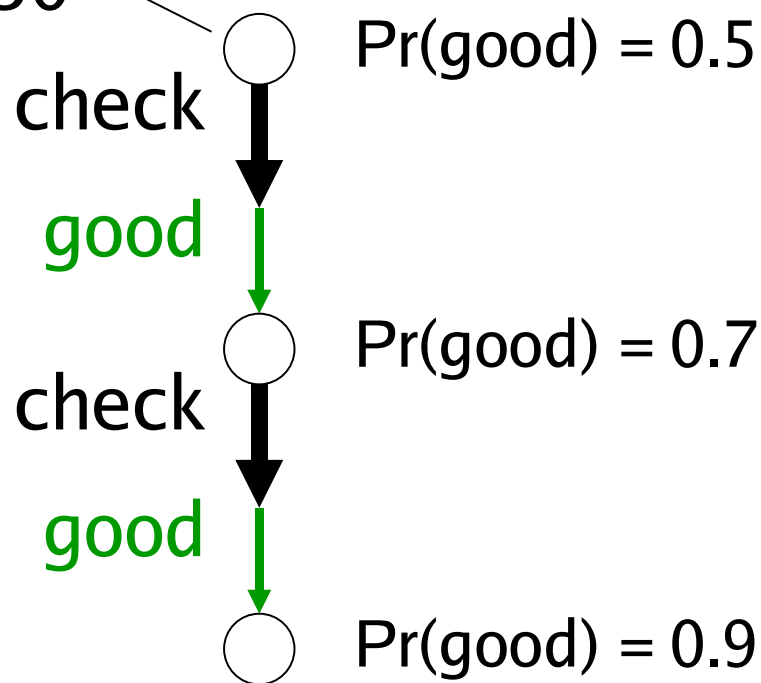 Pr(good) = 0.5
check
good
Pr(good) = 0.7
check
good
Pr(good) = 0.9